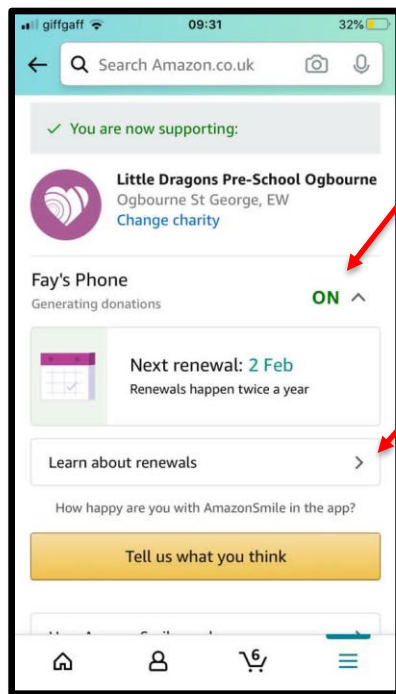 giffgaff 09:31 32%
Search Amazon.co.uk
✓ You are now supporting:
Little Dragons Pre-School Ogbourne
Ogbourne St George, EW
Change charity
Fay's Phone
Generating donations
ON
Next renewal: 2 Feb
Renewals happen twice a year
Learn about renewals
How happy are you with AmazonSmile in the app?
Tell us what you think
6